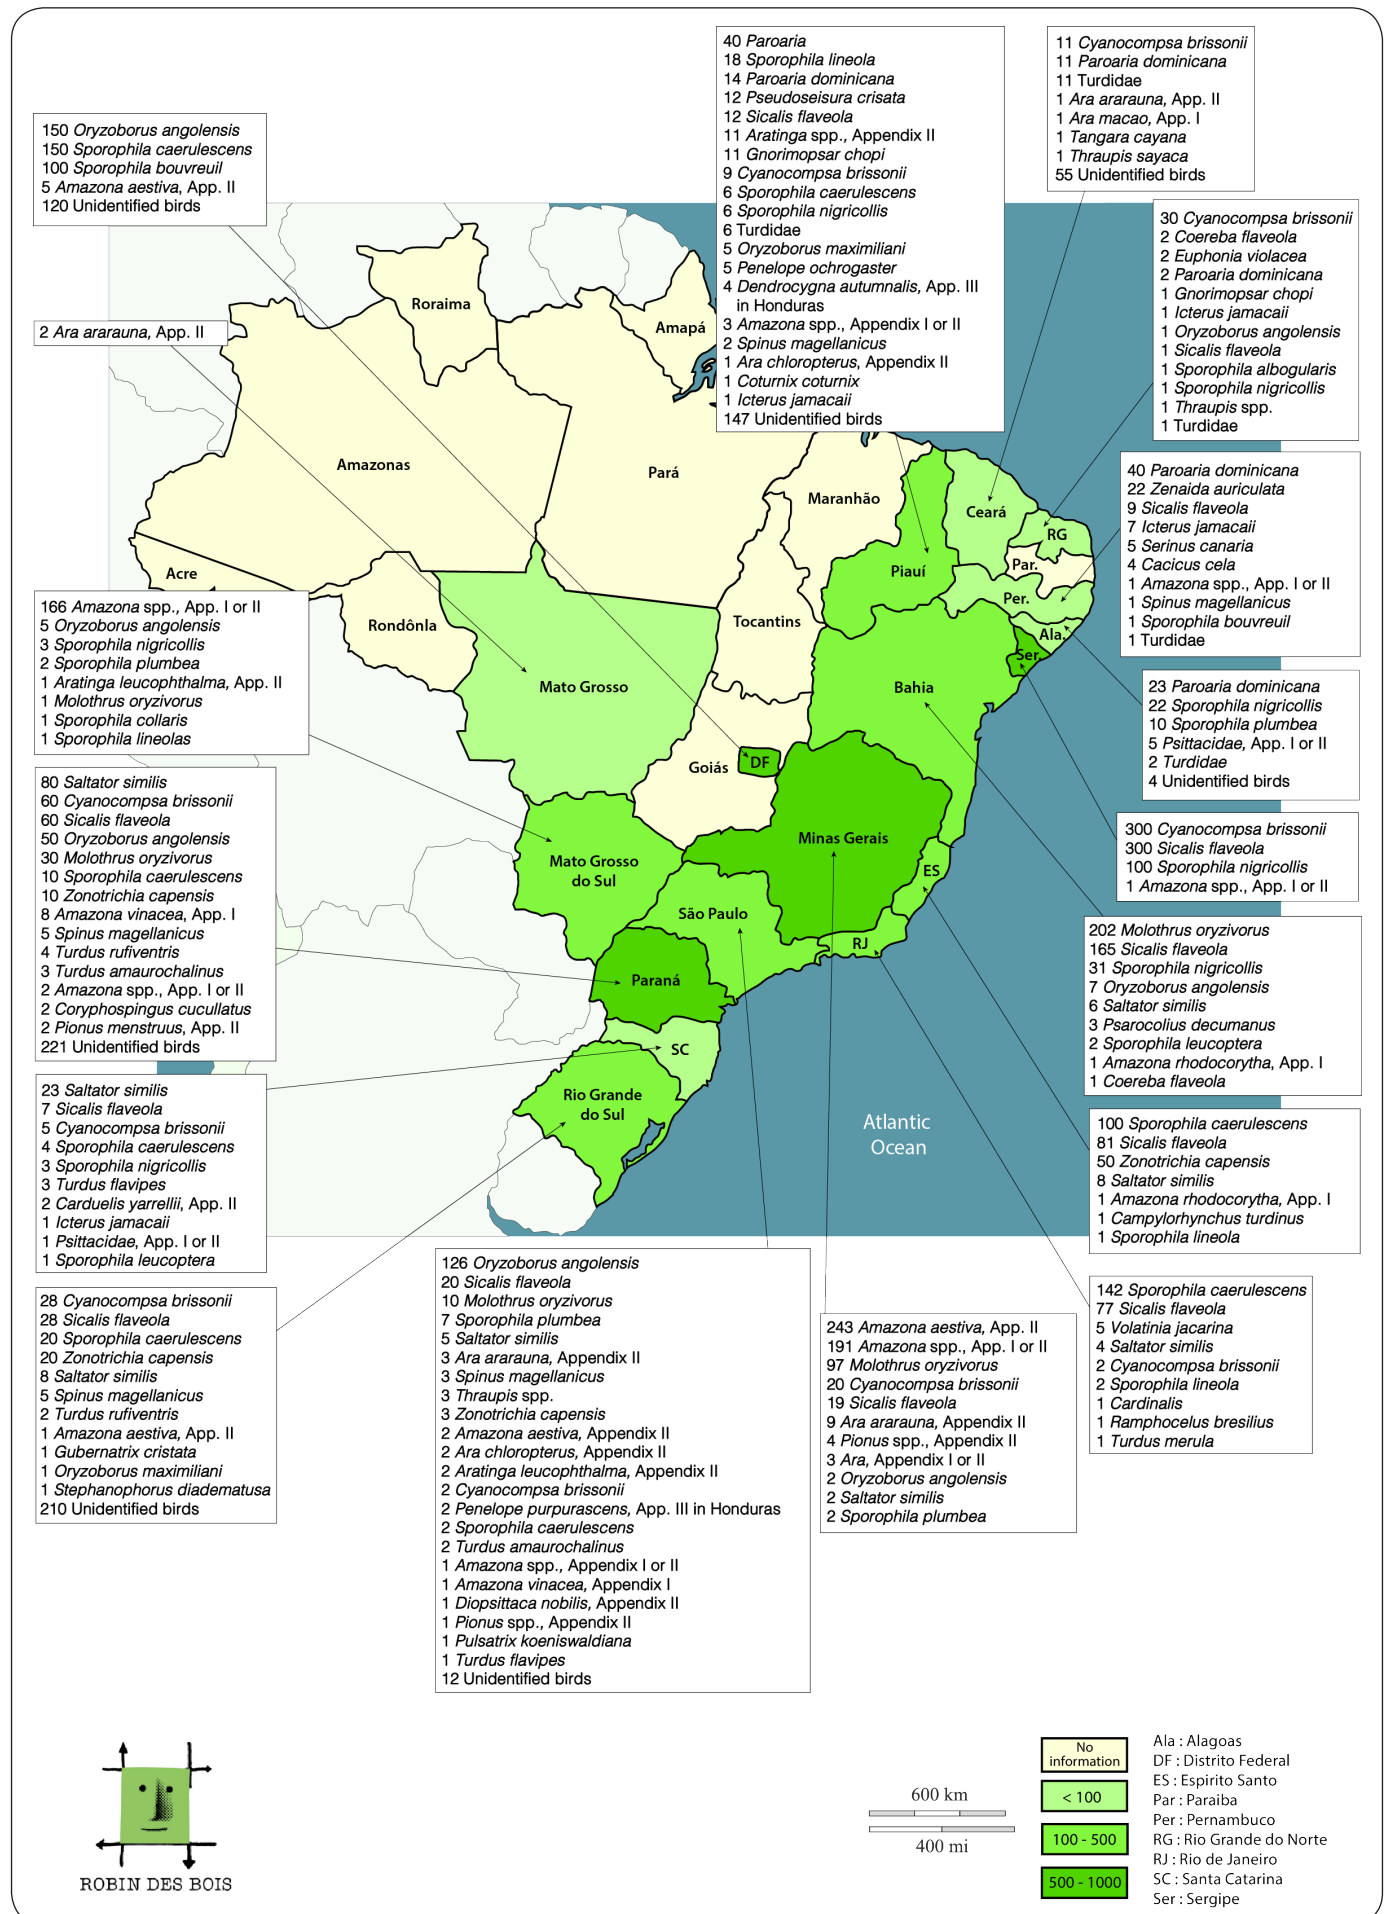 40 Paroaria
18 Sporophila lineola
14 Paroaria dominicana
12 Pseudoseisura crisata
12 Sicalis flaveola
11 Aratinga spp., Appendix II
11 Gnorimopsar chopi
9 Cyanocompsa brissonii
6 Sporophila caerulescens
6 Sporophila nigricollis
6 Turdidae
5 Oryzoborus maximiliani
5 Penelope ochrogaster
4 Dendrocygna autumnalis, App. III
in Honduras
3 Amazona spp., Appendix I or II
2 Spinus magellanicus
1 Ara chloropterus, Appendix II
1 Coturnix coturnix
1 Icterus jamacaii
147 Unidentified birds
11 Cyanocompsa brissonii
11 Paroaria dominicana
11 Turdidae
1 Ara ararauna, App. II
1 Ara macao, App. I
1 Tangara cayana
1 Thraupis sayaca
55 Unidentified birds
150 Oryzoborus angolensis
150 Sporophila caerulescens
100 Sporophila bouvreuil
5 Amazona aestiva, App. II
120 Unidentified birds
30 Cyanocompsa brissonii
2 Coereba flaveola
2 Euphonia violacea
2 Paroaria dominicana
1 Gnorimopsar chopi
1 Icterus jamacaii
1 Oryzoborus angolensis
1 Sicalis flaveola
1 Sporophila albogularis
1 Sporophila nigricollis
1 Thraupis spp.
1 Turdidae
2 Ara ararauna, App. II
40 Paroaria dominicana
22 Zenaida auriculata
9 Sicalis flaveola
7 Icterus jamacaii
5 Serinus canaria
4 Cacicus cela
1 Amazona spp., App. I or II
1 Spinus magellanicus
1 Sporophila bouvreuil
1 Turdidae
Roraima
Amapá
Amazonas
Pará
Maranhão
Ceará
RG
Par.
Piauí
Per.
Acre
Rondônla
Tocantins
Ala.
Ser.
Mato Grosso
Bahia
Goiás
DF
Minas Gerais
Mato Grosso
do Sul
ES
São Paulo
RJ
Paraná
SC
Rio Grande
do Sul
Atlantic
Ocean
166 Amazona spp., App. I or II
5 Oryzoborus angolensis
3 Sporophila nigricollis
2 Sporophila plumbea
1 Aratinga leucophthalma, App. II
1 Molothrus oryzivorus
1 Sporophila collaris
1 Sporophila lineolas
23 Paroaria dominicana
22 Sporophila nigricollis
10 Sporophila plumbea
5 Psittacidae, App. I or II
2 Turdidae
4 Unidentified birds
80 Saltator similis
60 Cyanocompsa brissonii
60 Sicalis flaveola
50 Oryzoborus angolensis
30 Molothrus oryzivorus
10 Sporophila caerulescens
10 Zonotrichia capensis
8 Amazona vinacea, App. I
5 Spinus magellanicus
4 Turdus rufiventris
3 Turdus amaurochalinus
2 Amazona spp., App. I or II
2 Coryphospingus cucullatus
2 Pionus menstruus, App. II
221 Unidentified birds
300 Cyanocompsa brissonii
300 Sicalis flaveola
100 Sporophila nigricollis
1 Amazona spp., App. I or II
202 Molothrus oryzivorus
165 Sicalis flaveola
31 Sporophila nigricollis
7 Oryzoborus angolensis
6 Saltator similis
3 Psarocolius decumanus
2 Sporophila leucoptera
1 Amazona rhodocorytha, App. I
1 Coereba flaveola
23 Saltator similis
7 Sicalis flaveola
5 Cyanocompsa brissonii
4 Sporophila caerulescens
3 Sporophila nigricollis
3 Turdus flavipes
2 Carduelis yarrellii, App. II
1 Icterus jamacaii
1 Psittacidae, App. I or II
1 Sporophila leucoptera
100 Sporophila caerulescens
81 Sicalis flaveola
50 Zonotrichia capensis
8 Saltator similis
1 Amazona rhodocorytha, App. I
1 Campylorhynchus turdinus
1 Sporophila lineola
28 Cyanocompsa brissonii
28 Sicalis flaveola
20 Sporophila caerulescens
20 Zonotrichia capensis
8 Saltator similis
5 Spinus magellanicus
2 Turdus rufiventris
1 Amazona aestiva, App. II
1 Gubernatrix cristata
1 Oryzoborus maximiliani
1 Stephanophorus diadematusa
210 Unidentified birds
126 Oryzoborus angolensis
20 Sicalis flaveola
10 Molothrus oryzivorus
7 Sporophila plumbea
5 Saltator similis
3 Ara ararauna, Appendix II
3 Spinus magellanicus
3 Thraupis spp.
3 Zonotrichia capensis
2 Amazona aestiva, Appendix II
2 Ara chloropterus, Appendix II
2 Aratinga leucophthalma, Appendix II
2 Cyanocompsa brissonii
2 Penelope purpurascens, App. III in Honduras
2 Sporophila caerulescens
2 Turdus amaurochalinus
1 Amazona spp., Appendix I or II
1 Amazona vinacea, Appendix I
1 Diopsittaca nobilis, Appendix II
1 Pionus spp., Appendix II
1 Pulsatrix koeniswaldiana
1 Turdus flavipes
12 Unidentified birds
243 Amazona aestiva, App. II
191 Amazona spp., App. I or II
97 Molothrus oryzivorus
20 Cyanocompsa brissonii
19 Sicalis flaveola
9 Ara ararauna, Appendix II
4 Pionus spp., Appendix II
3 Ara, Appendix I or II
2 Oryzoborus angolensis
2 Saltator similis
2 Sporophila plumbea
142 Sporophila caerulescens
77 Sicalis flaveola
5 Volatinia jacarina
4 Saltator similis
2 Cyanocompsa brissonii
2 Sporophila lineola
1 Cardinalis
1 Ramphocelus bresilius
1 Turdus merula
ROBIN DES BOIS
600 km
400 mi
No
information
< 100
100 - 500
500 - 1000
Ala : Alagoas
DF : Distrito Federal
ES : Espirito Santo
Par : Paraiba
Per : Pernambuco
RG : Rio Grande do Norte
RJ : Rio de Janeiro
SC : Santa Catarina
Ser : Sergipe